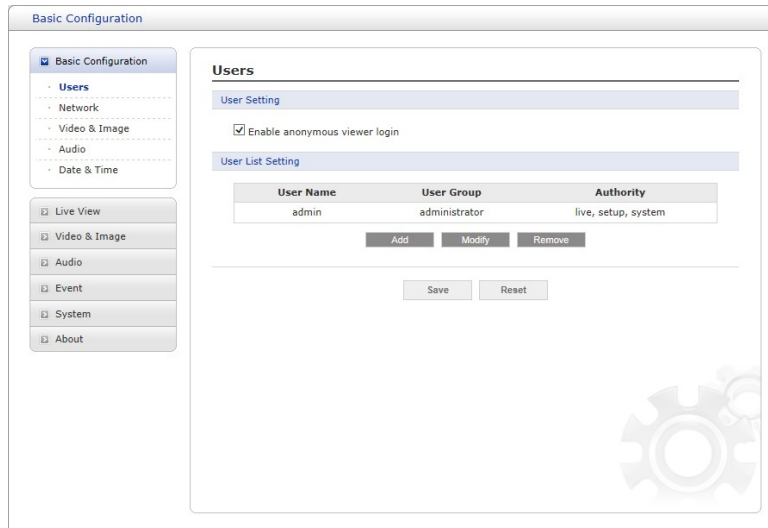 Basic Configuration
Basic Configuration
Users
Network
Video & Image
Audio
Date & Time
Live View
Video & Image
Audio
Event
System
About
Users
User Setting
Enable anonymous viewer login
User List Setting
User Name User Group Authority
admin administrator live, setup, system
Add Modify Remove
Save Reset